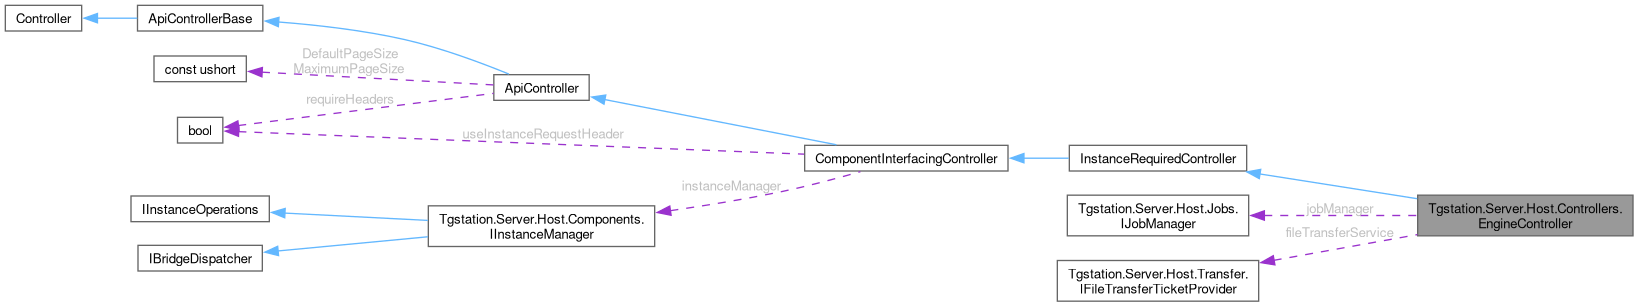 Controller
ApiControllerBase
DefaultPageSize
MaximumPageSize
const ushort
ApiController
requireHeaders
bool
useInstanceRequestHeader
ComponentInterfacingController
InstanceRequiredController
instanceManager
IInstanceOperations
Tgstation.Server.Host.Components.
IInstanceManager
IBridgeDispatcher
Tgstation.Server.Host.Jobs.
IJobManager
jobManager
Tgstation.Server.Host.Controllers.
EngineController
fileTransferService
Tgstation.Server.Host.Transfer.
IFileTransferTicketProvider